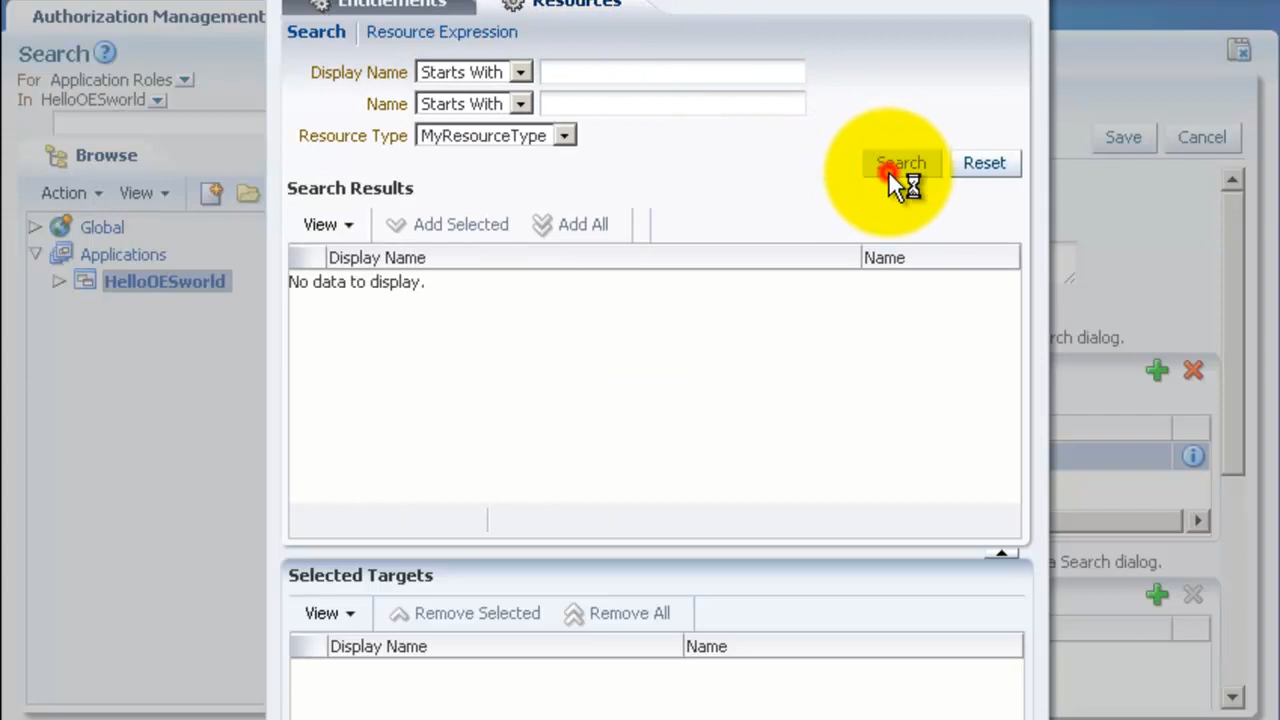 Authorization Management
Search
For Application Roles
In HelloOESworld
Browse
Action View
Global
Applications
HelloOESworld
Entitlements Resources
Search Resource Expression
Display Name Starts With
Name Starts With
Resource Type MyResourceType
Search Reset
Search Results
View Add Selected Add All
Display Name Name
No data to display.
Selected Targets
View Remove Selected Remove All
Display Name Name
Save Cancel
rch dialog.
a Search dialog.